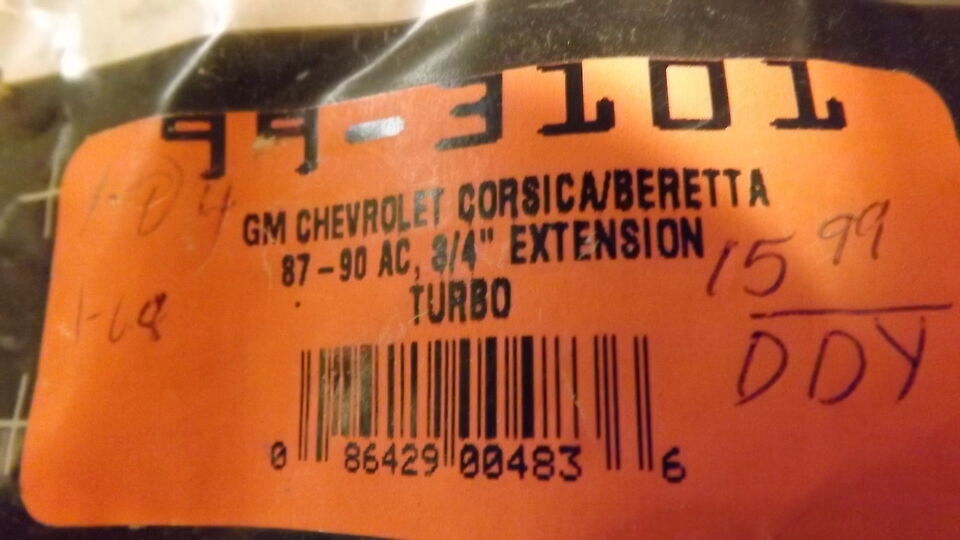 99-3101
GM CHEVROLET CORSICA/BERETTA
87-90 AC, 3/4" EXTENSION
TURBO
15 99
DDY
0 86429 00483 6